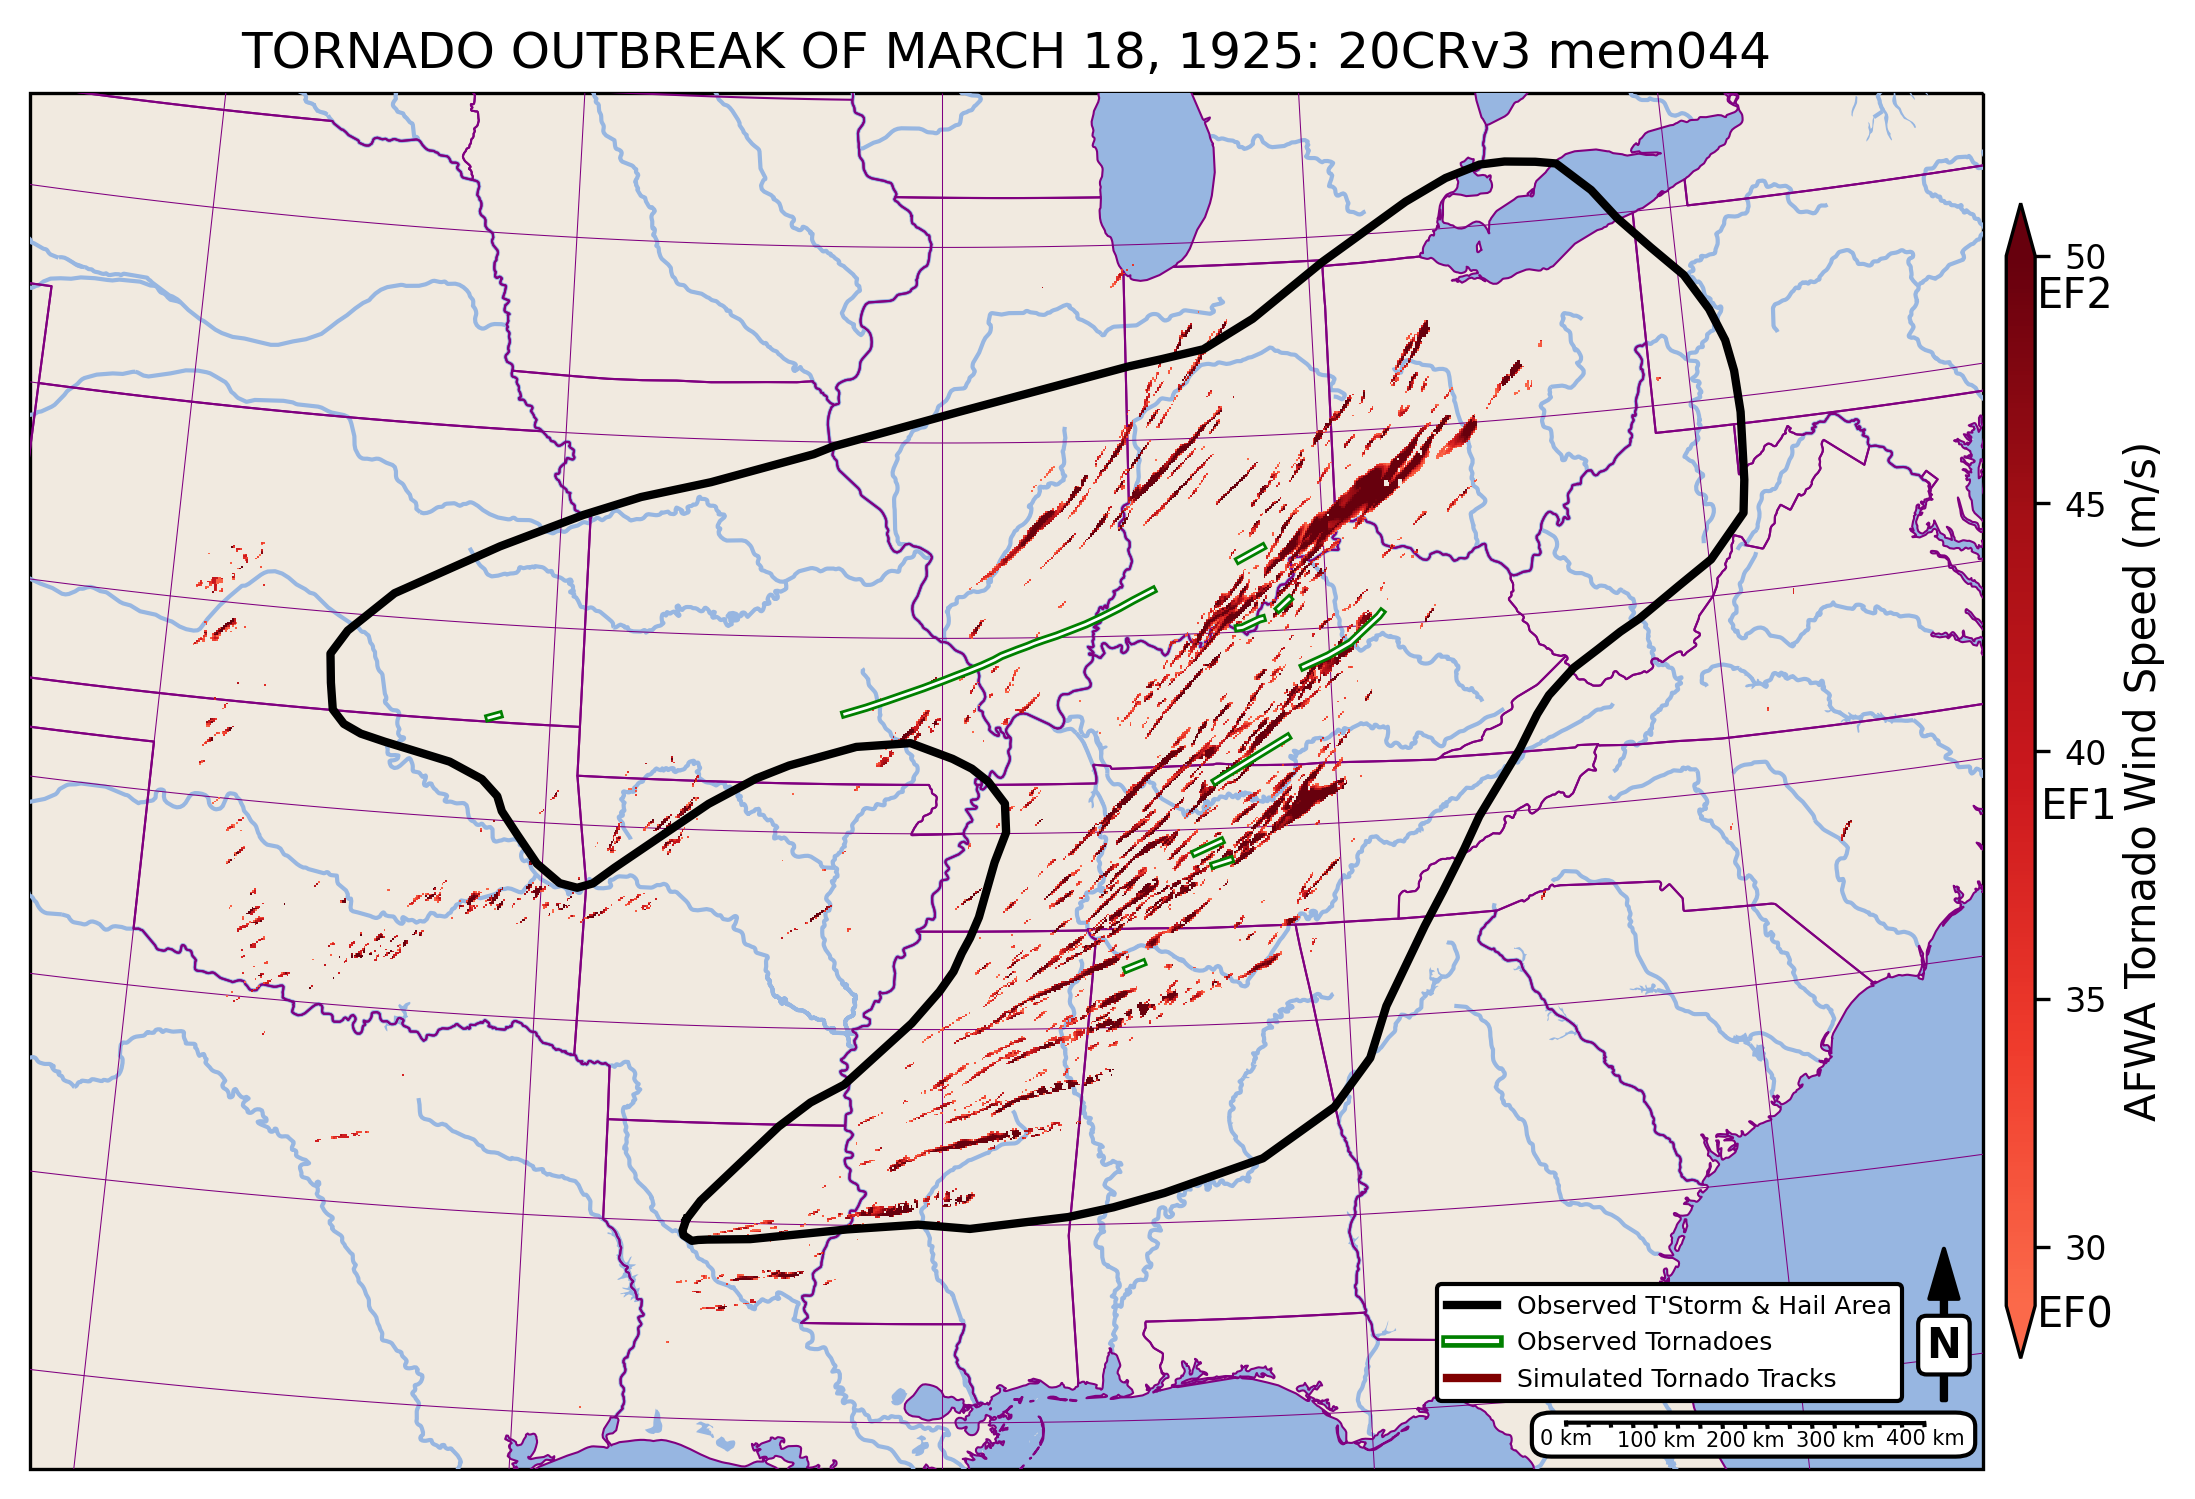 TORNADO OUTBREAK OF MARCH 18, 1925: 20CRv3 mem044
50
EF2
45
40
EF1
35
30
EF0
AFWA Tornado Wind Speed (m/s)
Observed T'Storm & Hail Area
Observed Tornadoes
Simulated Tornado Tracks
N
0 km 100 km 200 km 300 km 400 km